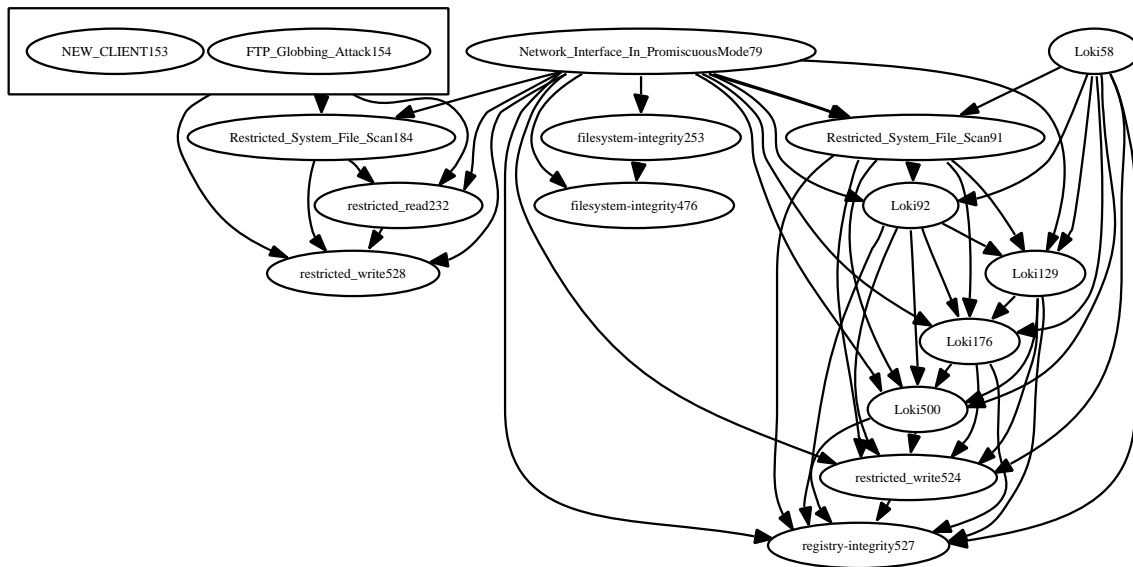 NEW_CLIENT153
FTP_Globbing_Attack154
Network_Interface_In_PromiscuousMode79
Loki58
Restricted_System_File_Scan184
filesystem-integrity253
Restricted_System_File_Scan91
restricted_read232
filesystem-integrity476
Loki92
restricted_write528
Loki129
Loki176
Loki500
restricted_write524
registry-integrity527